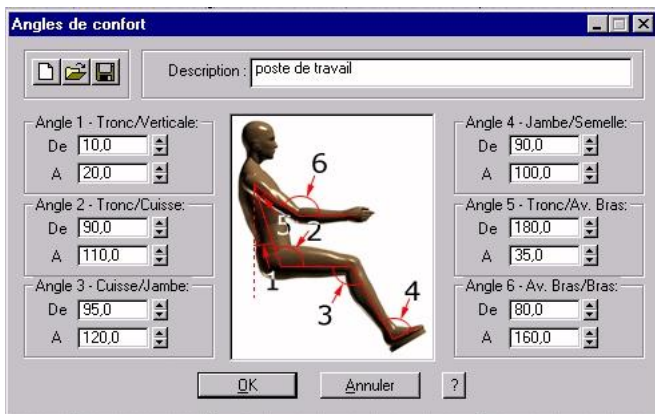 Angles de confort
Description : poste de travail
Angle 1 - Tronc/Verticale:
De 10,0
A 20,0
Angle 2 - Tronc/Cuisse:
De 90,0
A 110,0
Angle 3 - Cuisse/Jambe:
De 95,0
A 120,0
6
5
2
1
3
4
Angle 4 - Jambe/Semelle:
De 90,0
A 100,0
Angle 5 - Tronc/Av. Bras:
De 180,0
A 35,0
Angle 6 - Av. Bras/Bras:
De 80,0
A 160,0
OK Annuler ?